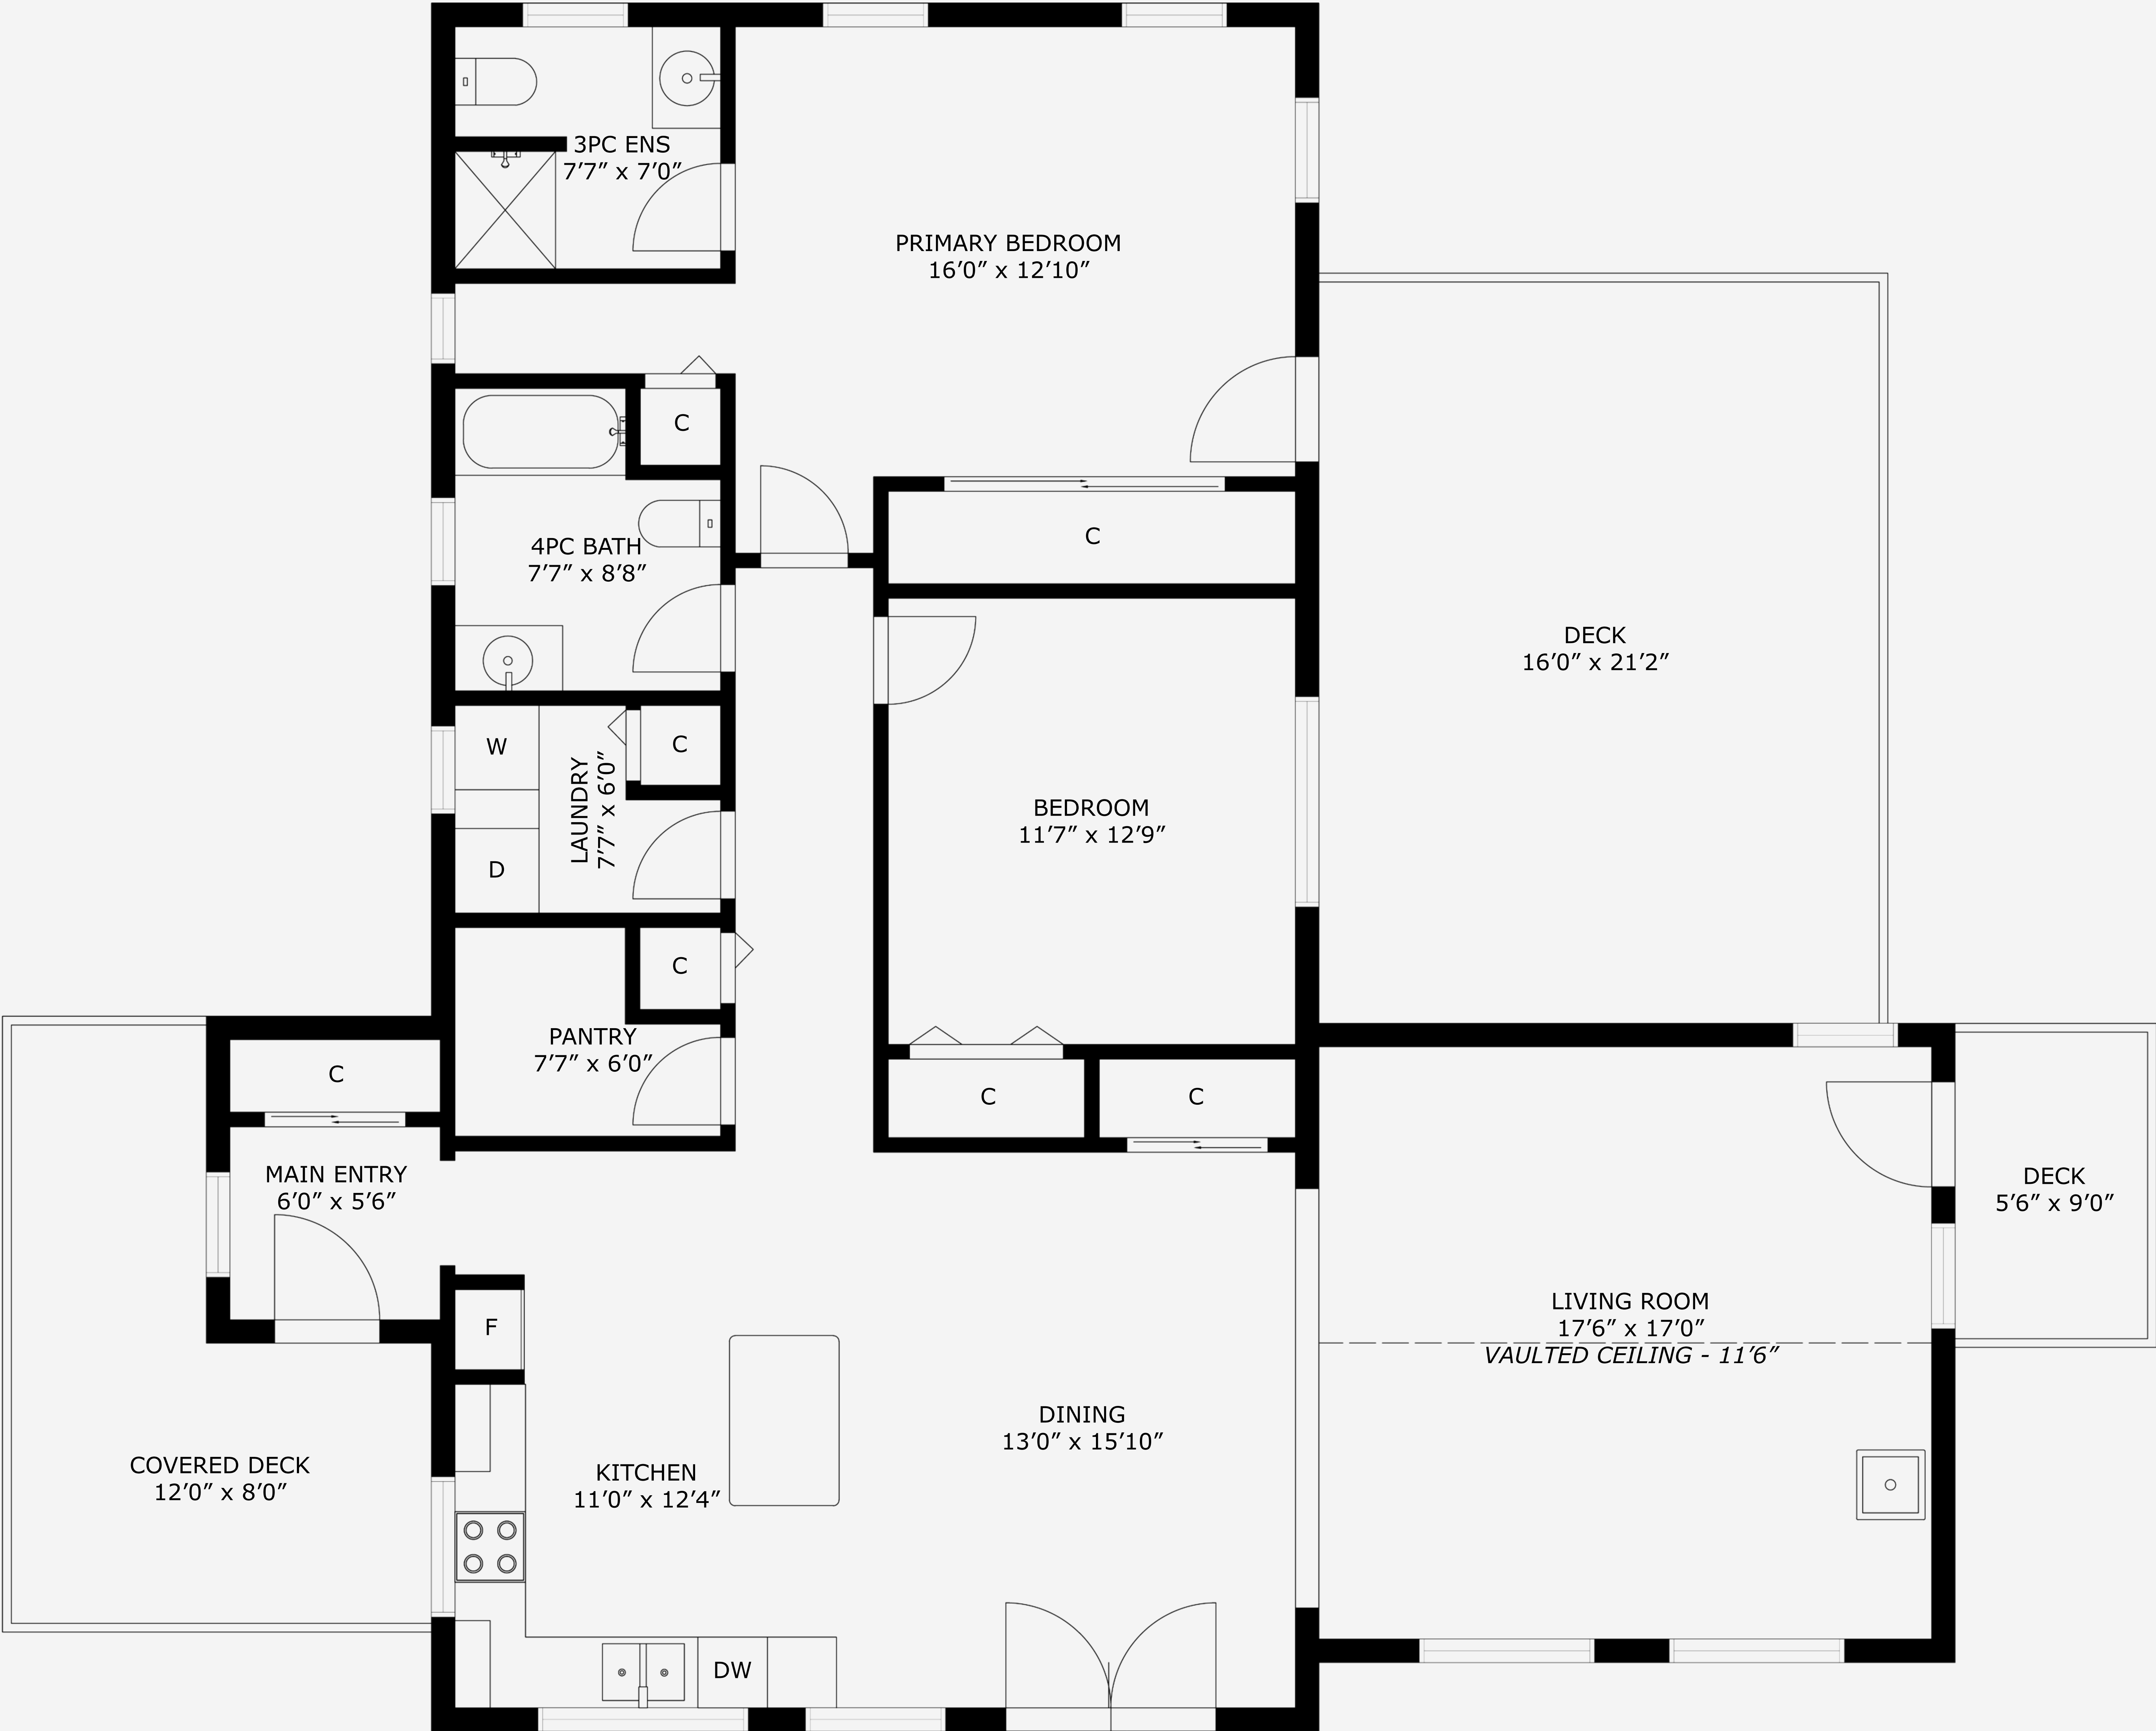 3PC ENS
7’7” x 7’0”
PRIMARY BEDROOM
16’0” x 12’10”
C
C
4PC BATH
7’7” x 8’8”
DECK
16’0” x 21’2”
W
C
LAUNDRY
7’7” x 6’0”
D
BEDROOM
11’7” x 12’9”
C
PANTRY
7’7” x 6’0”
C
C
C
MAIN ENTRY
6’0” x 5’6”
DECK
5’6” x 9’0”
F
LIVING ROOM
17’6” x 17’0”
VAULTED CEILING - 11’6”
DINING
13’0” x 15’10”
COVERED DECK
12’0” x 8’0”
KITCHEN
11’0” x 12’4”
DW